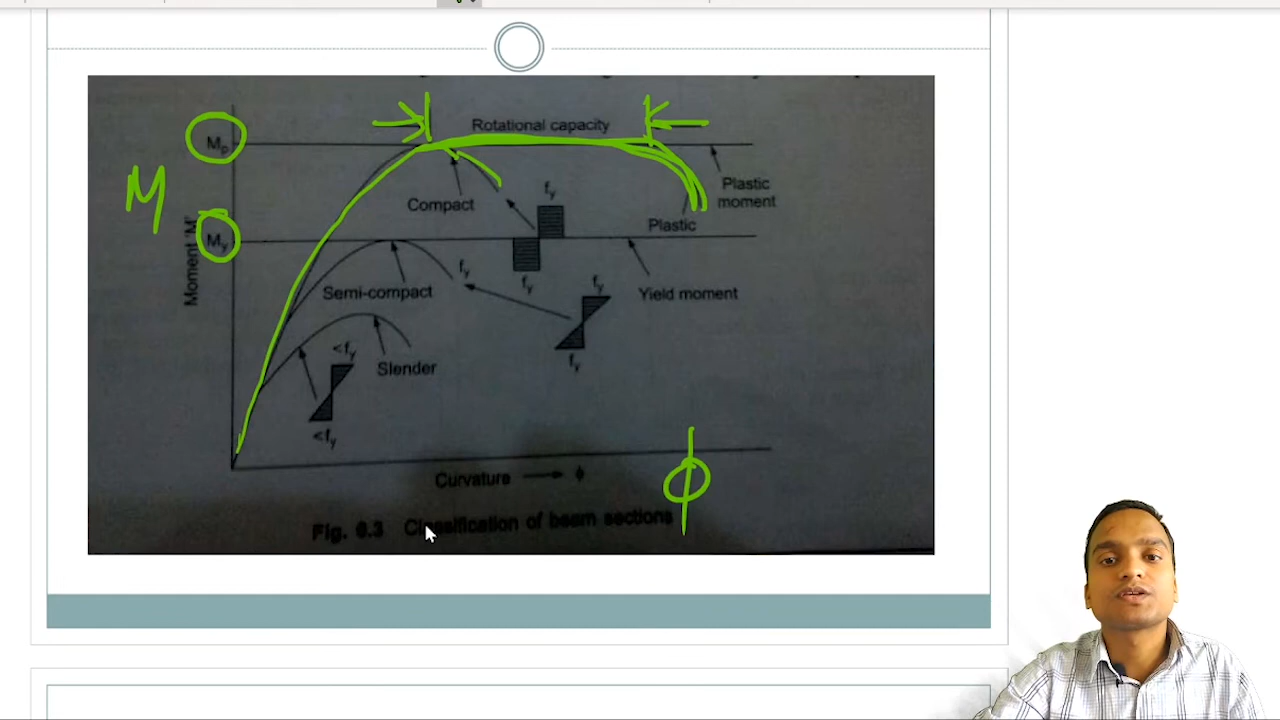 Rotational capacity
Mp
M
Compact
fy
Plastic
moment
Plastic
My
fy
Moment 'M'
Semi-compact
fy
fy
Yield moment
<fy
Slender
fy
<fy
Curvature → ϕ
ϕ
Fig. 6.3 Classification of beam sections